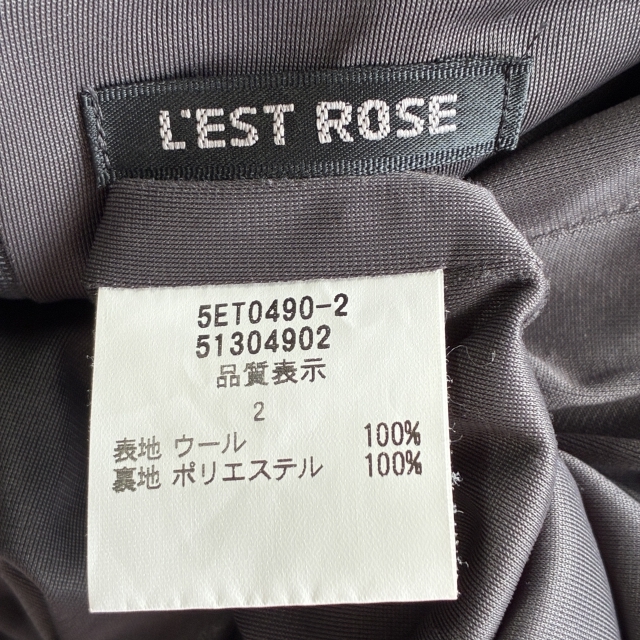 L'EST ROSE
5ET0490-2
51304902
品質表示
2
表地 ウール 100%
裏地 ポリエステル 100%